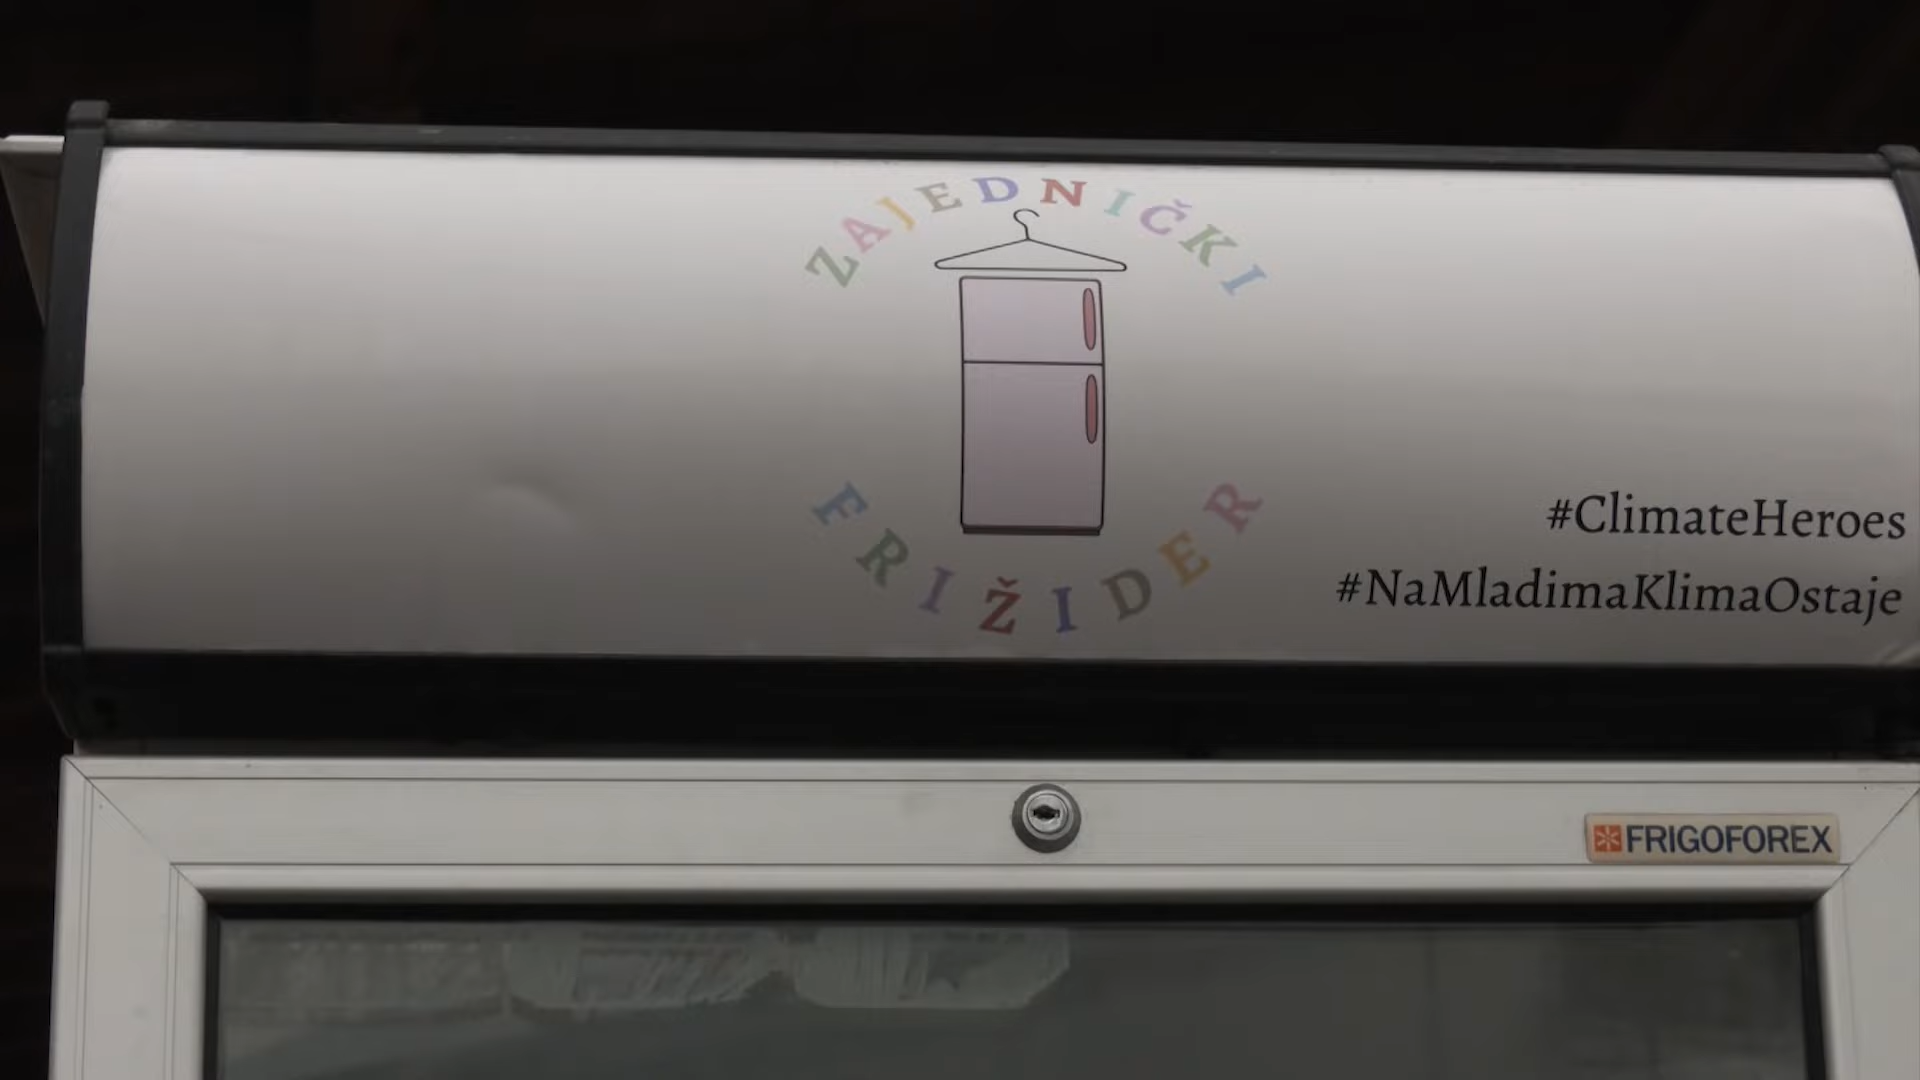 ZAJEDNIČKI
FRIŽIDER
#ClimateHeroes
#NaMladimaKlimaOstaje
FRIGOFOREX